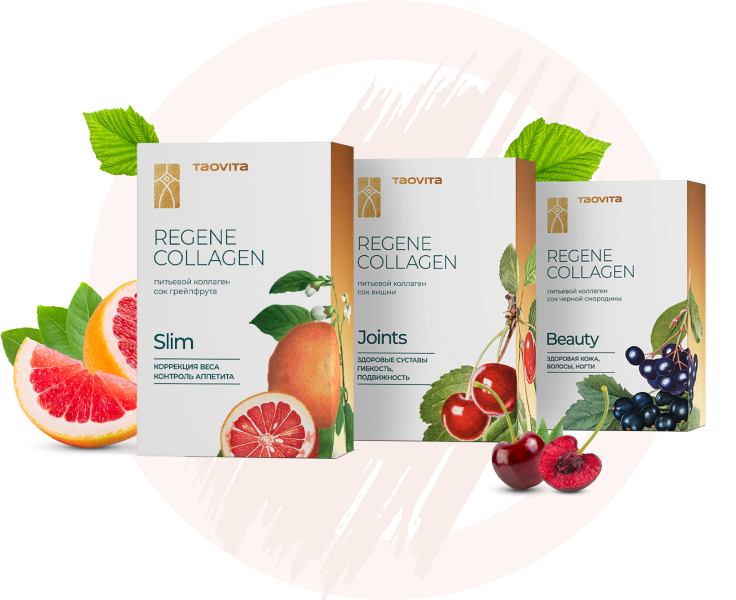 TAOVITA
REGENE
COLLAGEN
питьевой коллаген
сок грейпфрута
Slim
КОРРЕКЦИЯ ВЕСА
КОНТРОЛЬ АППЕТИТА
TAOVITA
REGENE
COLLAGEN
питьевой коллаген
сок вишни
Joints
ЗДОРОВЫЕ СУСТАВЫ
ГИБКОСТЬ,
ПОДВИЖНОСТЬ
TAOVITA
REGENE
COLLAGEN
питьевой коллаген
сок черной смородины
Beauty
ЗДОРОВАЯ КОЖА,
ВОЛОСЫ, НОГТИ